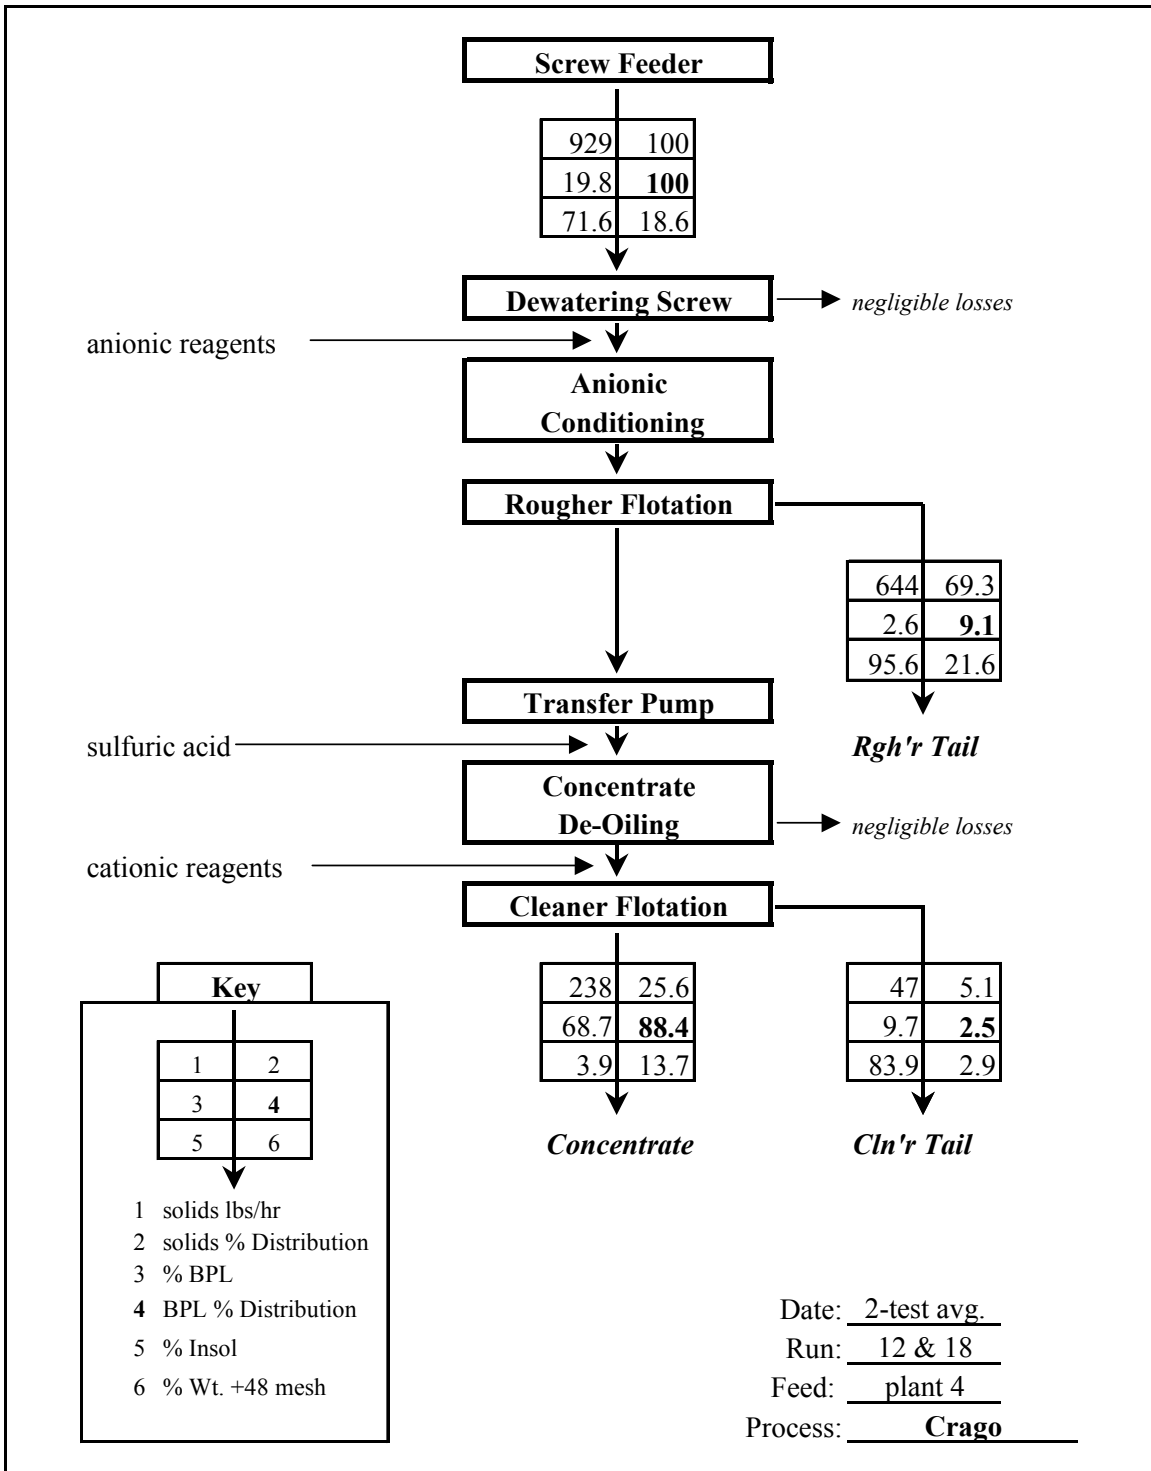 Screw Feeder
929 100
19.8 100
71.6 18.6
Dewatering Screw
negligible losses
anionic reagents
Anionic
Conditioning
Rougher Flotation
644 69.3
2.6 9.1
95.6 21.6
Rgh'r Tail
Transfer Pump
sulfuric acid
Concentrate
De-Oiling
negligible losses
cationic reagents
Cleaner Flotation
238 25.6
68.7 88.4
3.9 13.7
Concentrate
47 5.1
9.7 2.5
83.9 2.9
Cln'r Tail
Key
1 2
3 4
5 6
1 solids lbs/hr
2 solids % Distribution
3 % BPL
4 BPL % Distribution
5 % Insol
6 % Wt. +48 mesh
Date: 2-test avg.
Run: 12 & 18
Feed: plant 4
Process: Crago